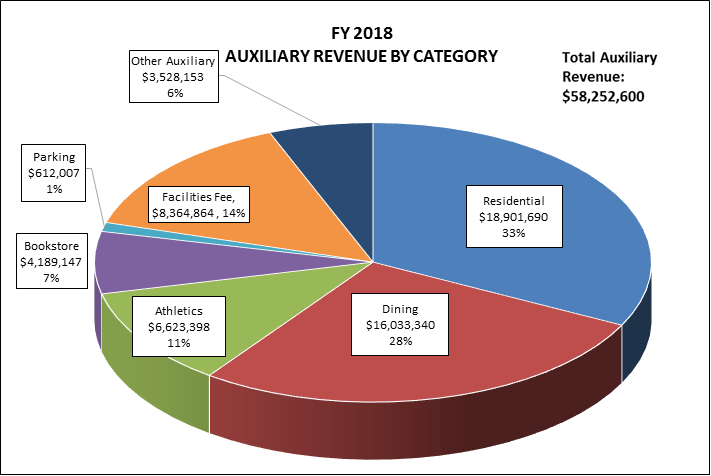 FY 2018
AUXILIARY REVENUE BY CATEGORY
Total Auxiliary
Revenue:
$58,252,600
Other Auxiliary
$3,528,153
6%
Parking
$612,007
1%
Facilities Fee,
$8,364,864 , 14%
Residential
$18,901,690
33%
Bookstore
$4,189,147
7%
Athletics
$6,623,398
11%
Dining
$16,033,340
28%